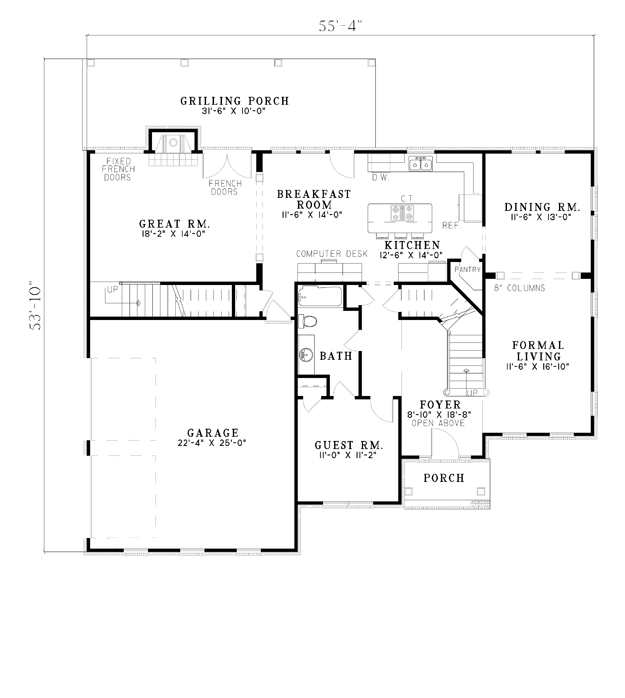 55'-4"
53'-10"
GRILLING PORCH
31'-6" X 10'-0"
FIXED
FRENCH
DOORS
FRENCH
DOORS
GREAT RM.
18'-2" X 14'-0"
BREAKFAST
ROOM
11'-6" X 14'-0"
D.W.
C.T.
REF.
KITCHEN
12'-6" X 14'-0"
COMPUTER DESK
PANTRY
DINING RM.
11'-6" X 13'-0"
8" COLUMNS
UP
BATH
FORMAL
LIVING
11'-6" X 16'-10"
UP
FOYER
8'-10" X 18'-8"
OPEN ABOVE
GARAGE
22'-4" X 25'-0"
GUEST RM.
11'-0" X 11'-2"
PORCH